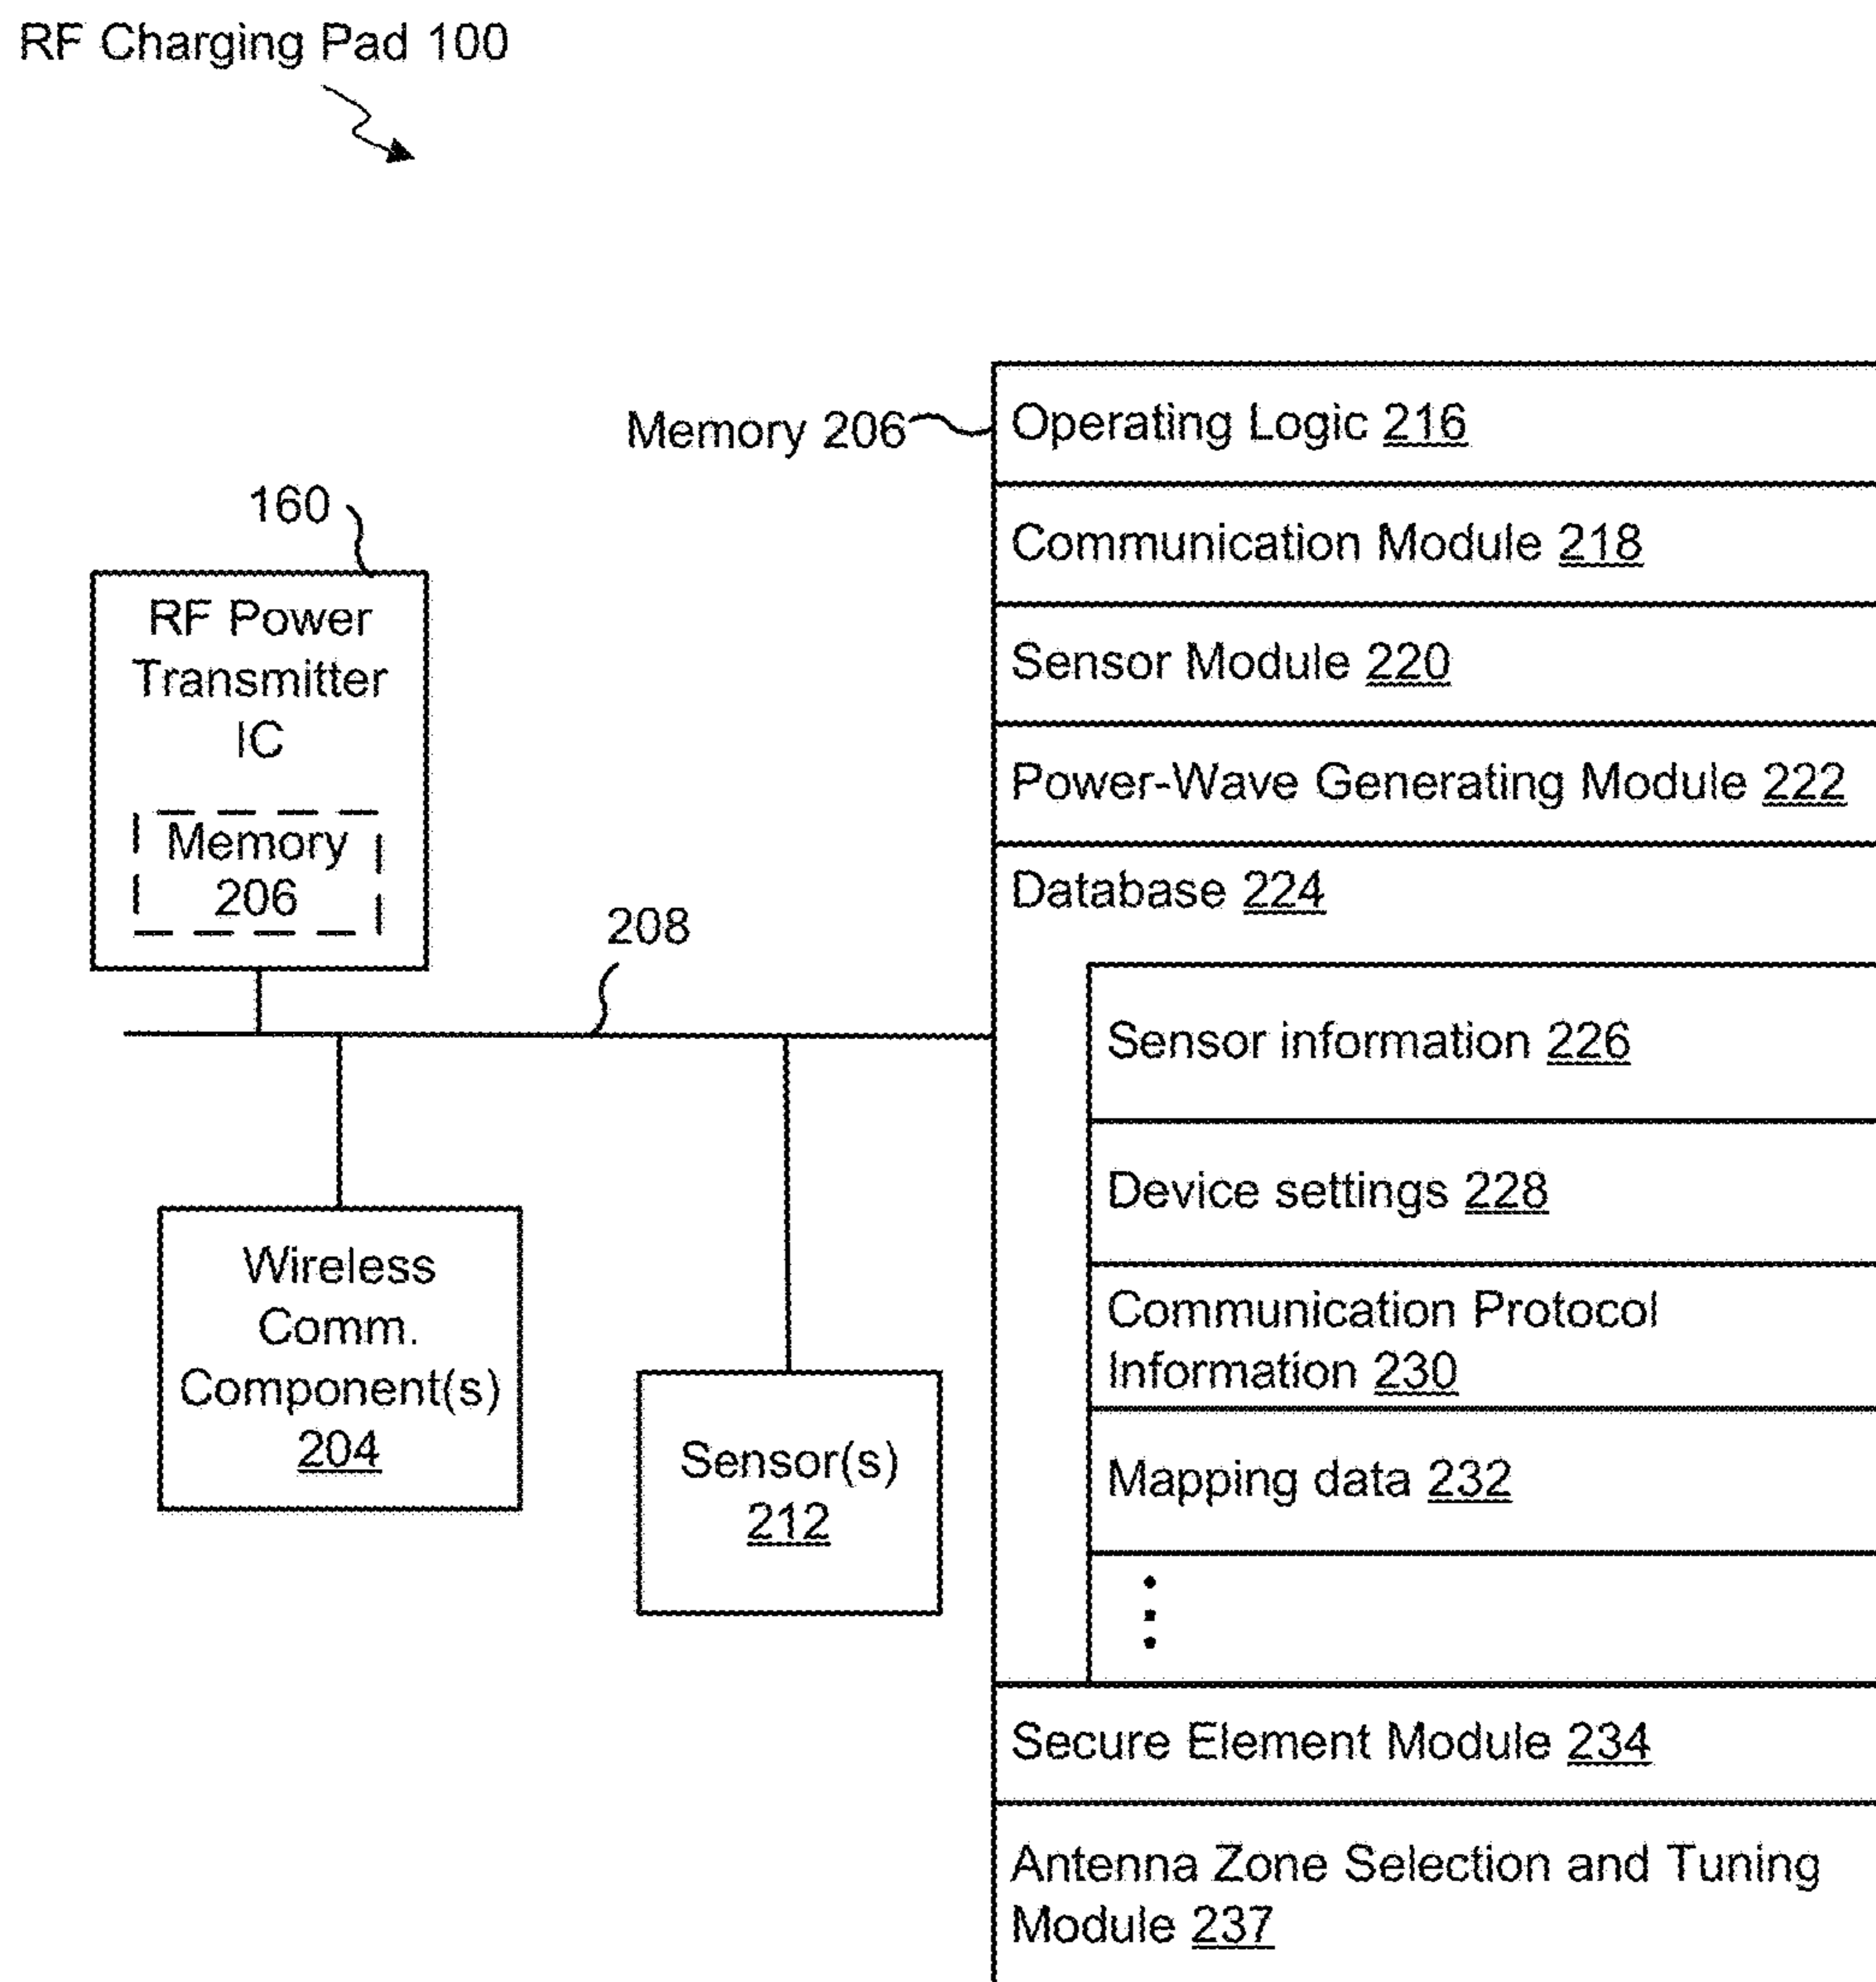 RF Charging Pad 100
160
RF Power
Transmitter
IC
Memory
206
208
Wireless
Comm.
Component(s)
204
Sensor(s)
212
Memory 206
Operating Logic 216
Communication Module 218
Sensor Module 220
Power-Wave Generating Module 222
Database 224
Sensor information 226
Device settings 228
Communication Protocol
Information 230
Mapping data 232
Secure Element Module 234
Antenna Zone Selection and Tuning
Module 237